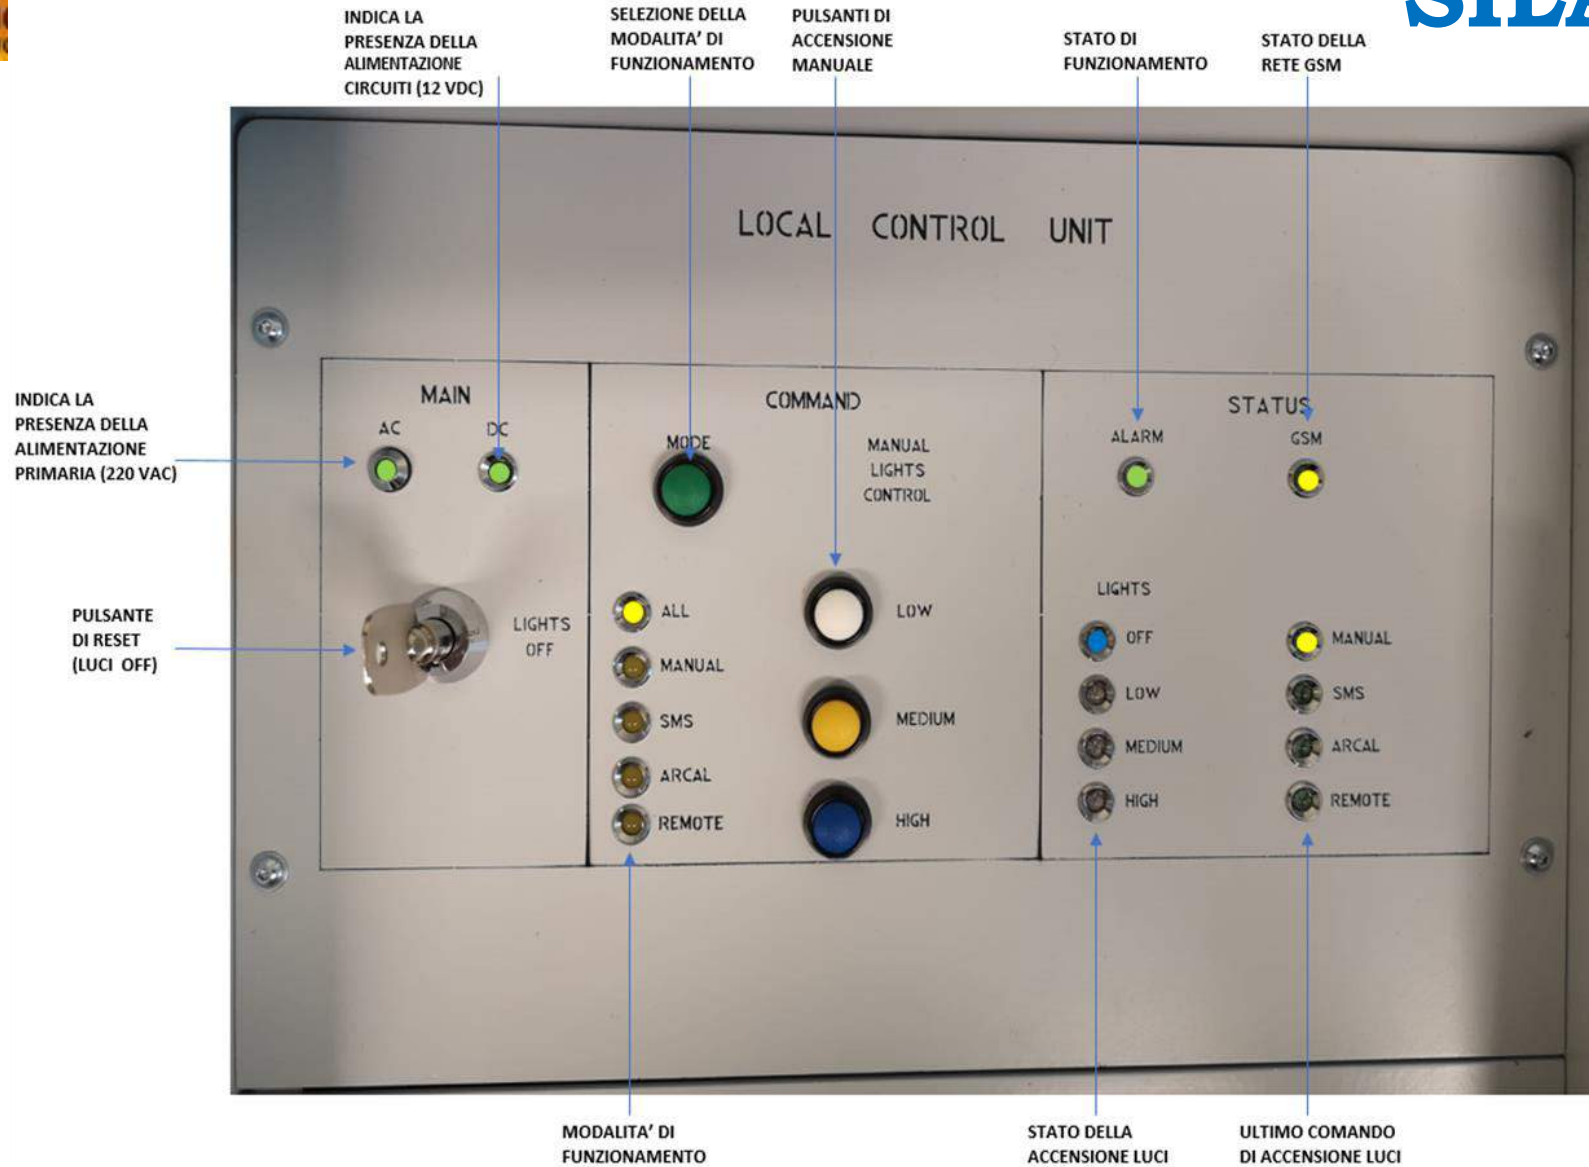 INDICA LA
PRESENZA DELLA
ALIMENTAZIONE
CIRCUITI (12 VDC)
SELEZIONE DELLA
MODALITA' DI
FUNZIONAMENTO
PULSANTI DI
ACCENSIONE
MANUALE
STATO DI
FUNZIONAMENTO
STATO DELLA
RETE GSM
LOCAL CONTROL UNIT
INDICA LA
PRESENZA DELLA
ALIMENTAZIONE
PRIMARIA (220 VAC)
PULSANTE
DI RESET
(LUCI OFF)
MAIN
AC
DC
LIGHTS
OFF
COMMAND
MODE
MANUAL
LIGHTS
CONTROL
ALL
MANUAL
SMS
ARCAL
REMOTE
LOW
MEDIUM
HIGH
STATUS
ALARM
GSM
LIGHTS
OFF
LOW
MEDIUM
HIGH
MANUAL
SMS
ARCAL
REMOTE
MODALITA' DI
FUNZIONAMENTO
STATO DELLA
ACCENSIONE LUCI
ULTIMO COMANDO
DI ACCENSIONE LUCI